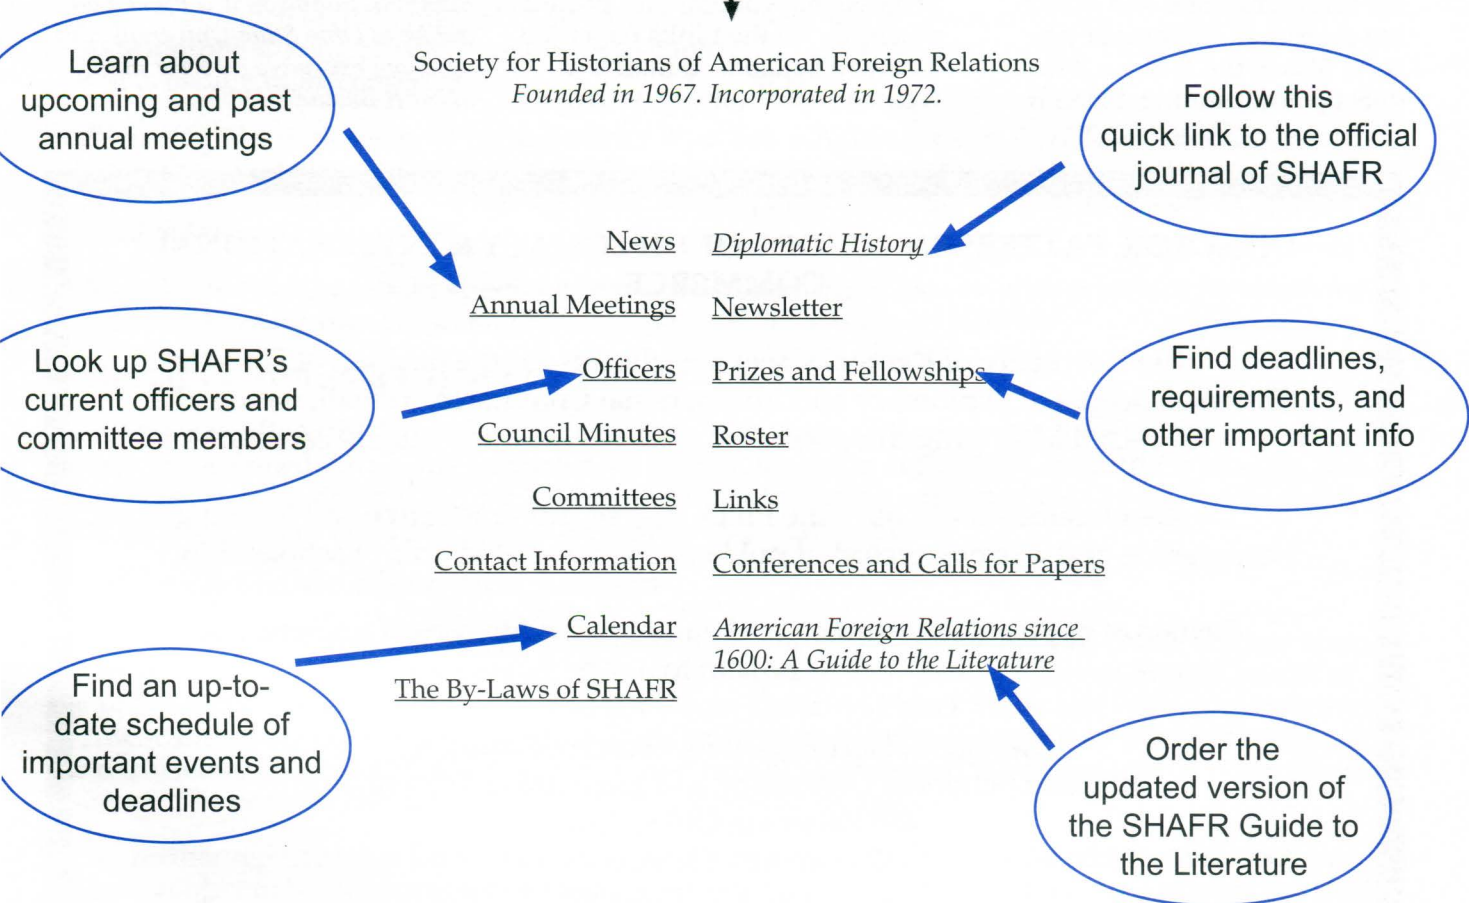 Society for Historians of American Foreign Relations
Founded in 1967. Incorporated in 1972.
Learn about
upcoming and past
annual meetings
Follow this
quick link to the official
journal of SHAFR
News
Diplomatic History
Annual Meetings
Newsletter
Look up SHAFR’s
current officers and
committee members
Officers
Prizes and Fellowships
Find deadlines,
requirements, and
other important info
Council Minutes
Roster
Committees
Links
Contact Information
Conferences and Calls for Papers
Calendar
American Foreign Relations since
1600: A Guide to the Literature
The By-Laws of SHAFR
Find an up-to-
date schedule of
important events and
deadlines
Order the
updated version of
the SHAFR Guide to
the Literature